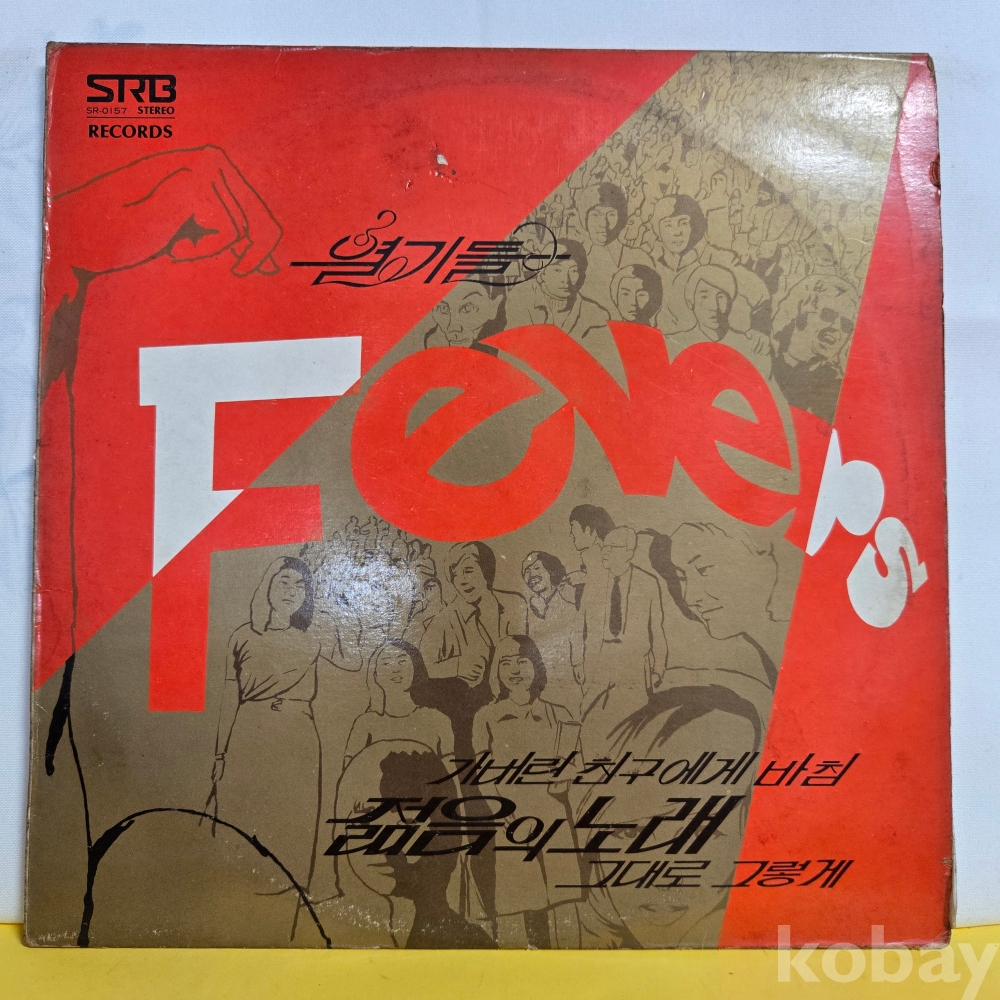 SRB
SR-0157 STEREO
RECORDS
열기들
Fevers
가버린 친구에게 바침
젊음의 노래
그대로 그렇게
kobay